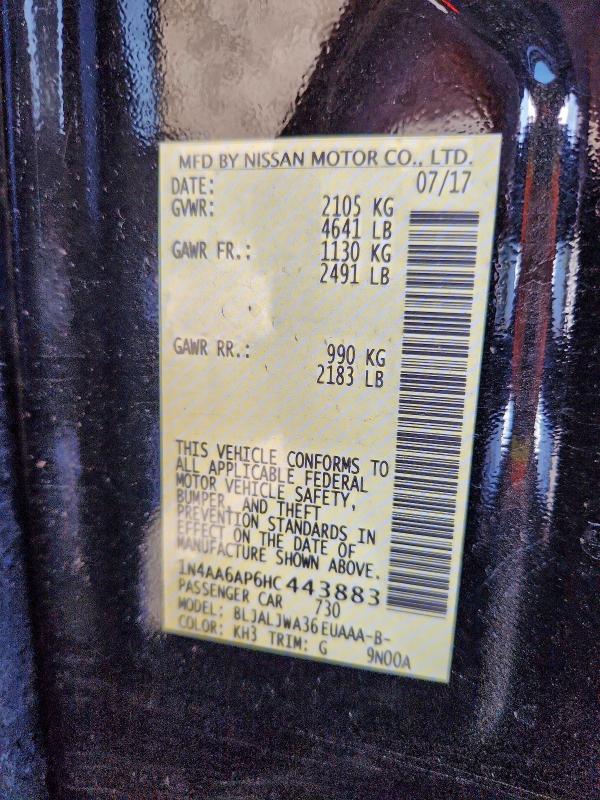 MFD BY NISSAN MOTOR CO., LTD.
DATE: 07/17
GVWR: 2105 KG
4641 LB
GAWR FR.: 1130 KG
2491 LB
GAWR RR.: 990 KG
2183 LB
THIS VEHICLE CONFORMS TO
ALL APPLICABLE FEDERAL
MOTOR VEHICLE SAFETY,
BUMPER, AND THEFT
PREVENTION STANDARDS IN
EFFECT ON THE DATE OF
MANUFACTURE SHOWN ABOVE.
1N4AA6AP6HC443883
PASSENGER CAR 730
MODEL: BLJALJWA36EUAAA-B-
COLOR: KH3 TRIM: G 9N00A